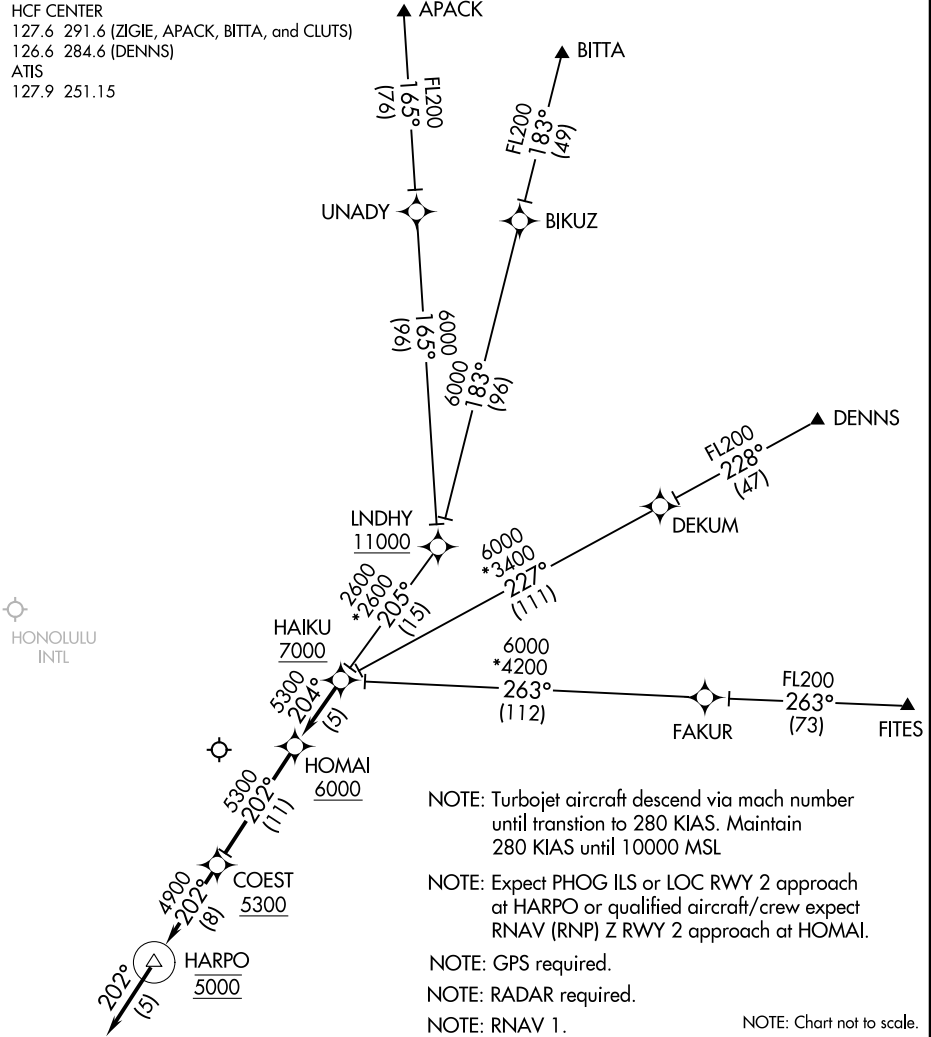 HCF CENTER
127.6 291.6 (ZIGIE, APACK, BITTA, and CLUTS)
126.6 284.6 (DENNS)
ATIS
127.9 251.15
APACK
BITTA
FL200
165°
(76)
FL200
183°
(49)
UNADY
BIKUZ
6000
165°
(96)
6000
183°
(96)
DENNS
FL200
228°
(47)
DEKUM
LNDHY
11000
6000
*3400
227°
(111)
2600
*2600
205°
(15)
HONOLULU
INTL
HAIKU
7000
6000
*4200
263°
(112)
FL200
263°
(73)
FAKUR
FITES
5300
204°
(5)
HOMAI
6000
5300
202°
(11)
COEST
5300
4900
202°
(8)
HARPO
5000
202°
(5)
NOTE: Turbojet aircraft descend via mach number
until transtion to 280 KIAS. Maintain
280 KIAS until 10000 MSL
NOTE: Expect PHOG ILS or LOC RWY 2 approach
at HARPO or qualified aircraft/crew expect
RNAV (RNP) Z RWY 2 approach at HOMAI.
NOTE: GPS required.
NOTE: RADAR required.
NOTE: RNAV 1.
NOTE: Chart not to scale.